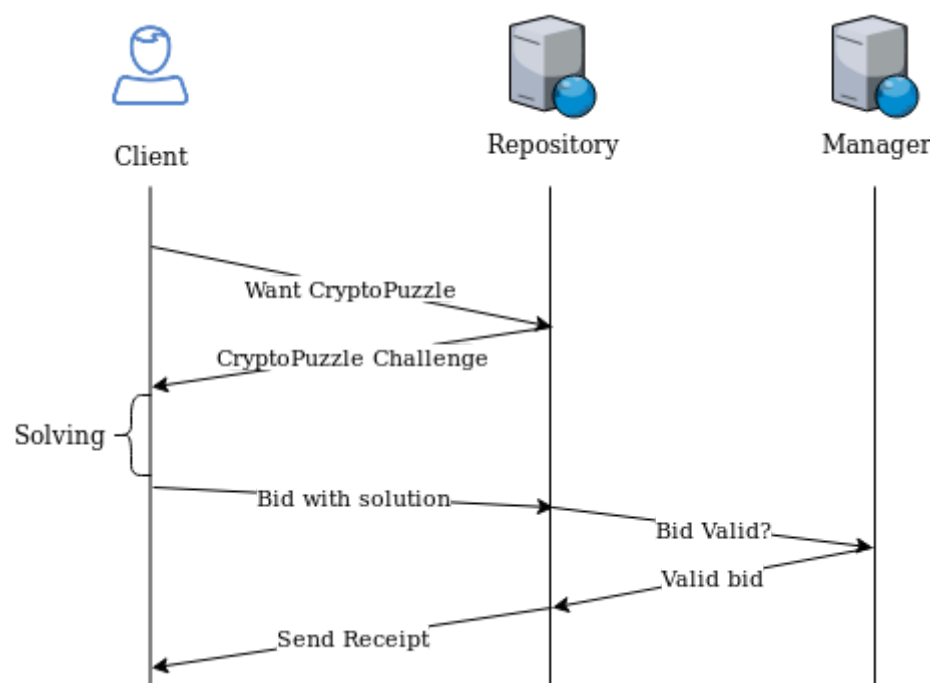 Client
Repository
Manager
Want CryptoPuzzle
CryptoPuzzle Challenge
Solving
Bid with solution
Bid Valid?
Valid bid
Send Receipt